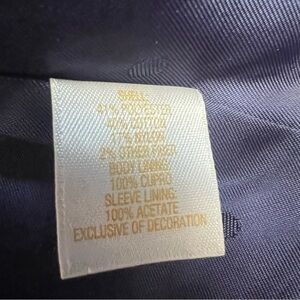 SHELL:
41% POLYESTER
40% COTTON
17% NYLON
2% OTHER FIBER
BODY LINING:
100% CUPRO
SLEEVE LINING:
100% ACETATE
EXCLUSIVE OF DECORATION